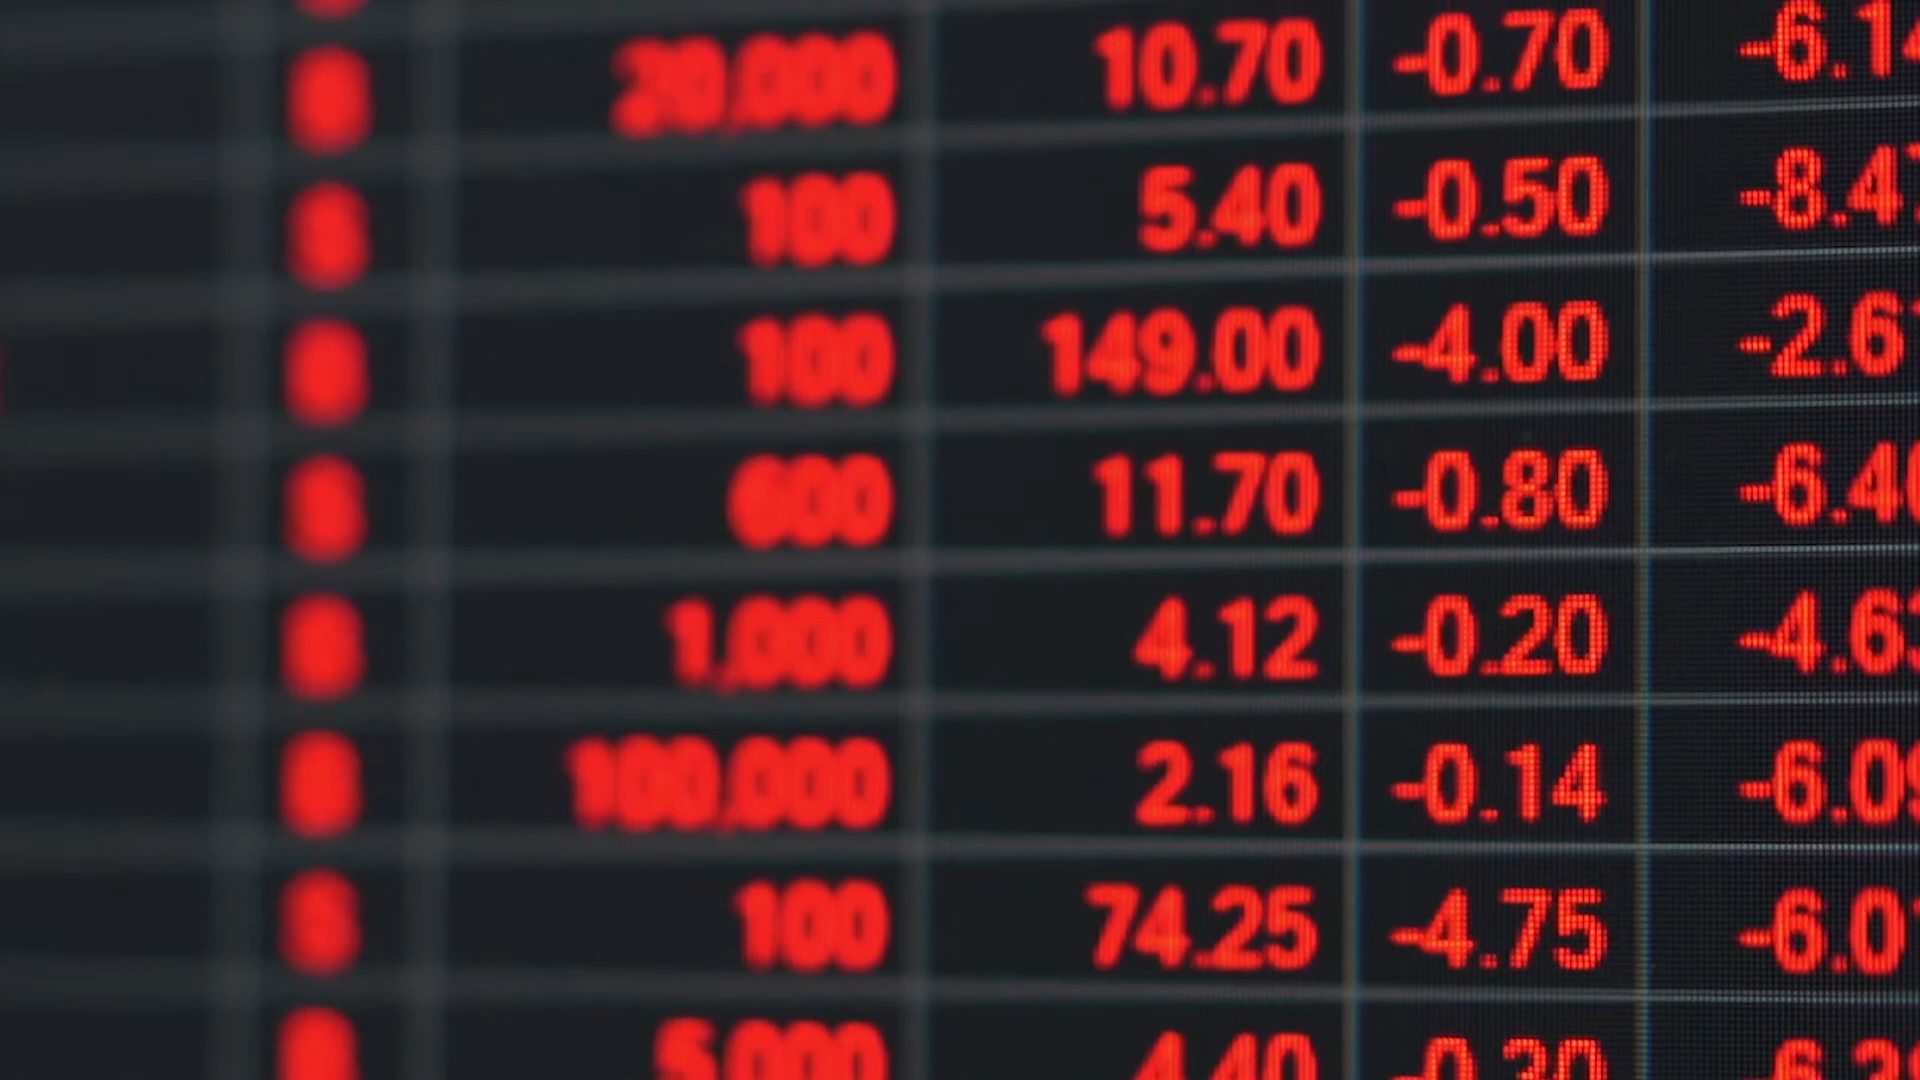 20,000 10.70 -0.70 -6.14
S 100 5.40 -0.50 -8.47
100 149.00 -4.00 -2.61
S 600 11.70 -0.80 -6.40
1,000 4.12 -0.20 -4.63
100,000 2.16 -0.14 -6.09
S 100 74.25 -4.75 -6.01
5,000 4.40 -0.30 -6.38